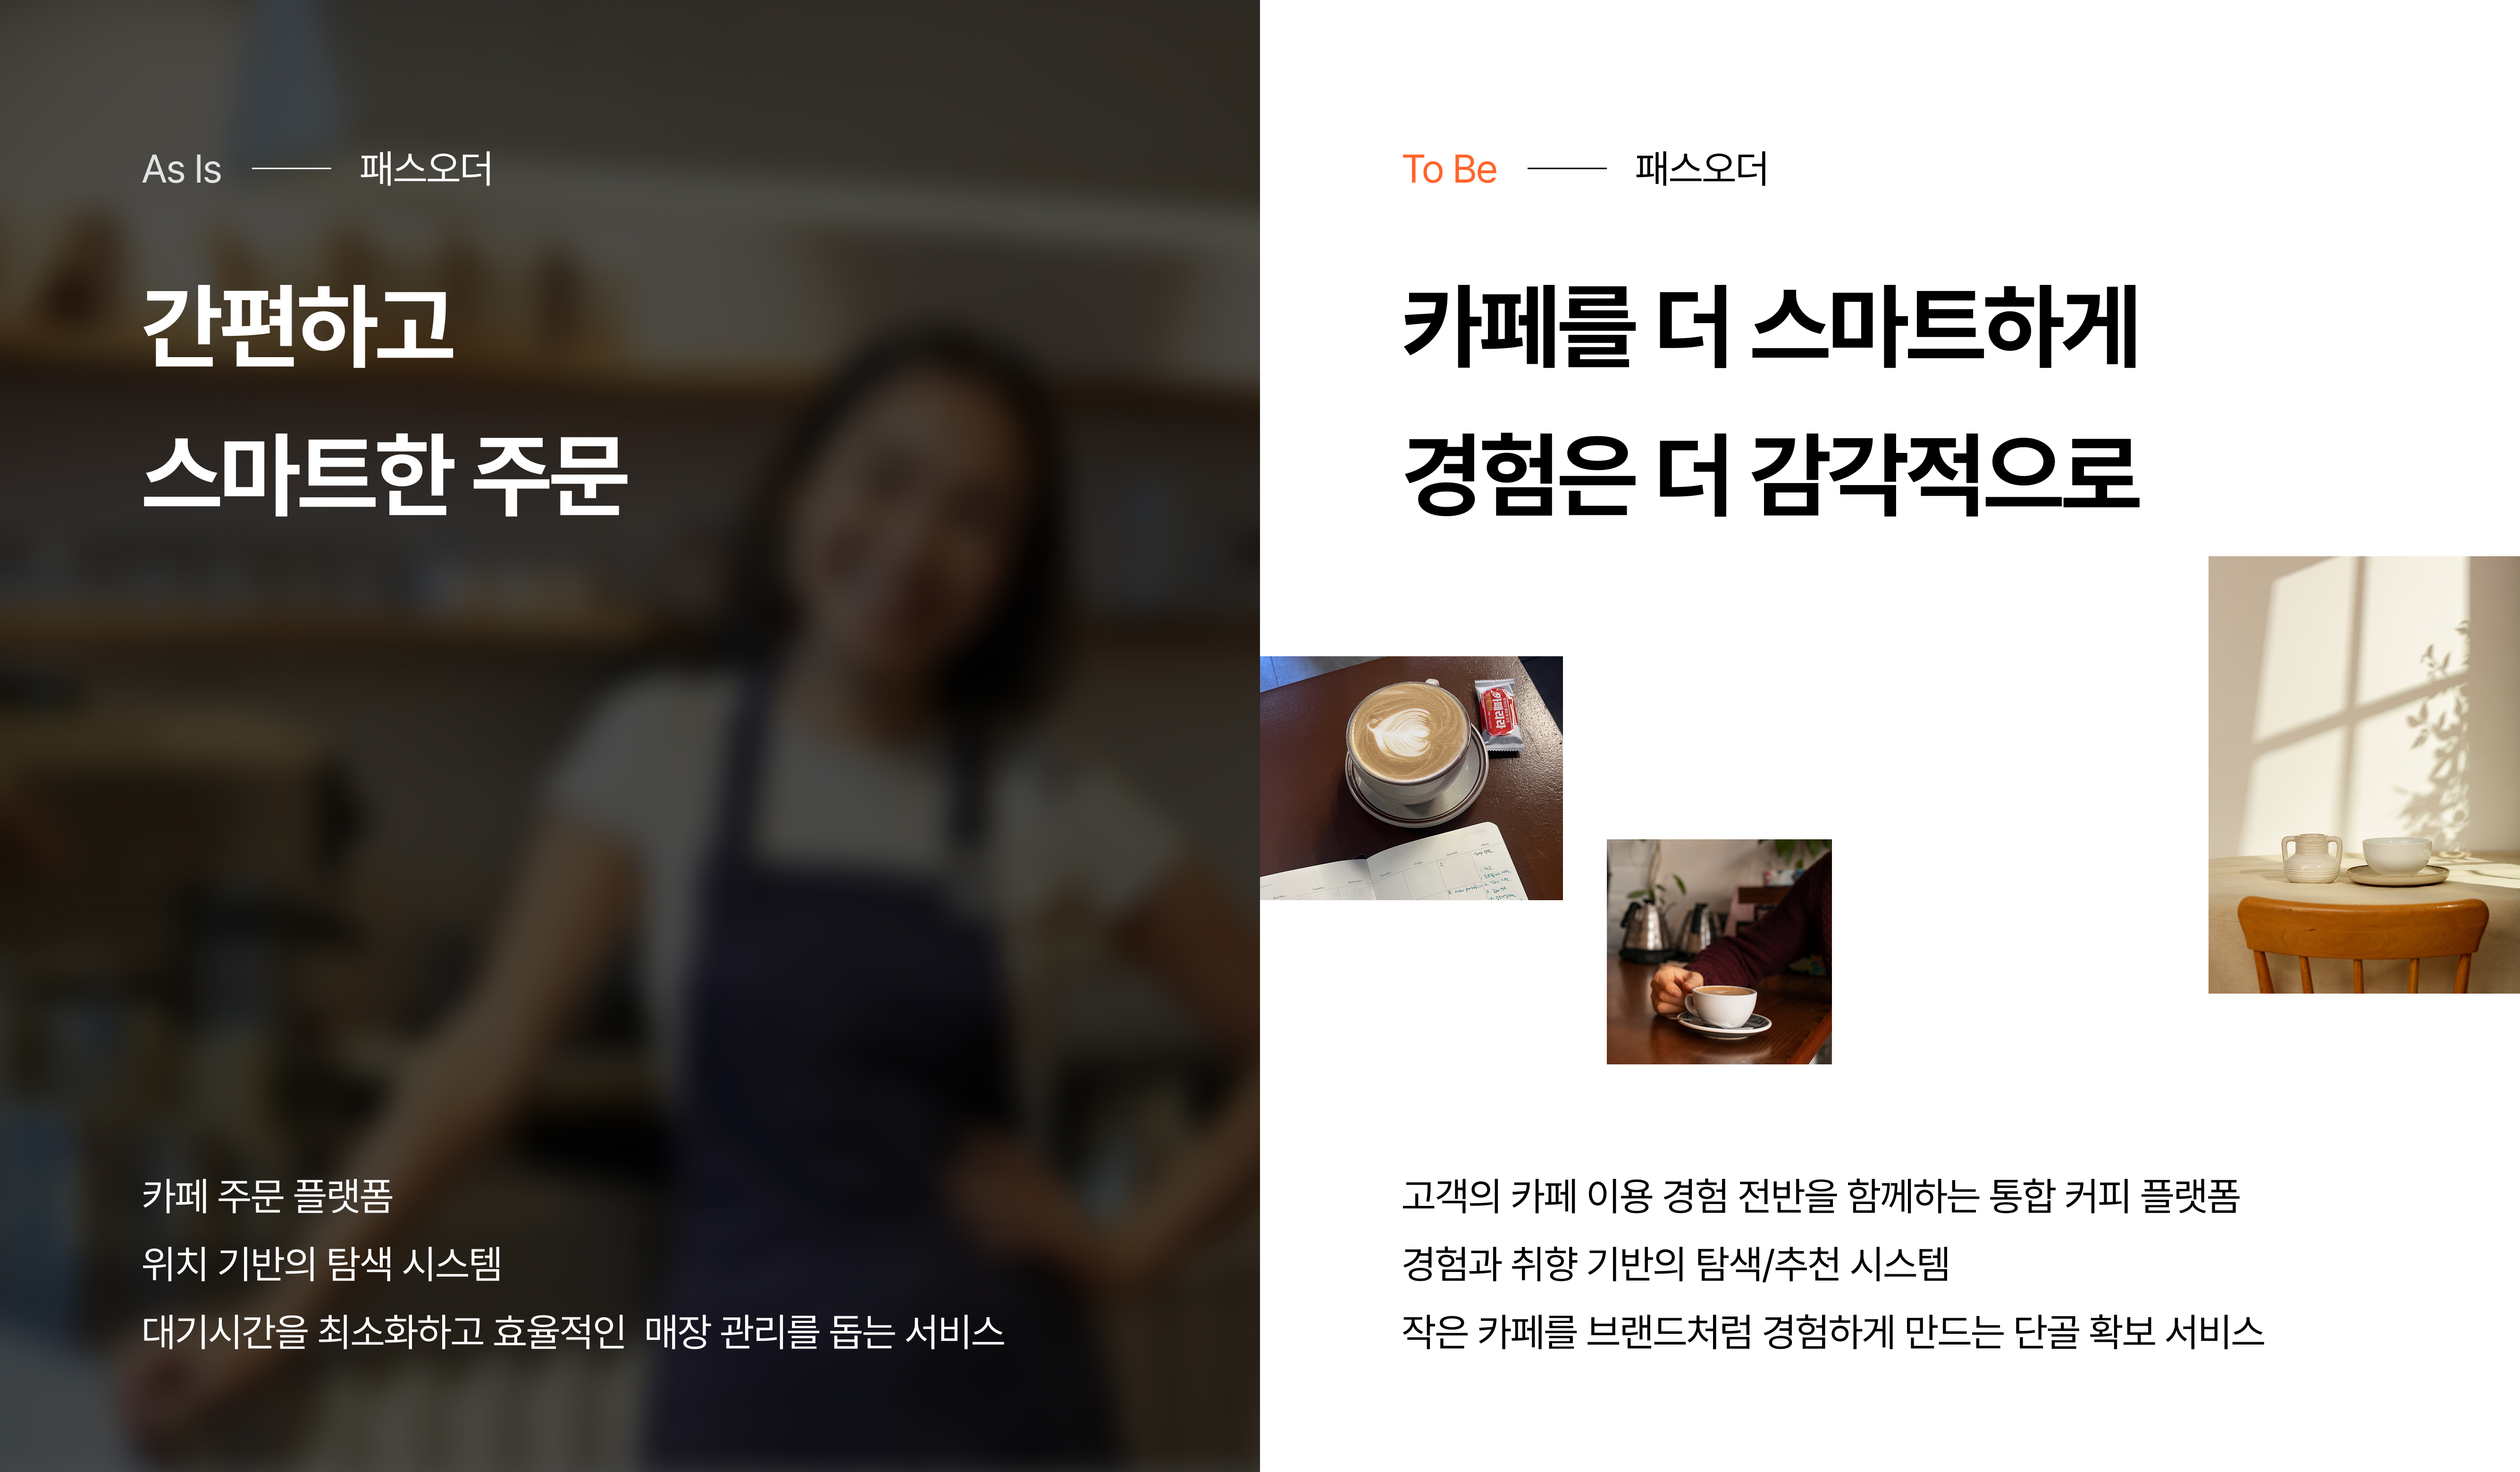 As Is 패스오더
간편하고
스마트한 주문
카페 주문 플랫폼
위치 기반의 탐색 시스템
대기시간을 최소화하고 효율적인 매장 관리를 돕는 서비스
To Be 패스오더
카페를 더 스마트하게
경험은 더 감각적으로
고객의 카페 이용 경험 전반을 함께하는 통합 커피 플랫폼
경험과 취향 기반의 탐색/추천 시스템
작은 카페를 브랜드처럼 경험하게 만드는 단골 확보 서비스